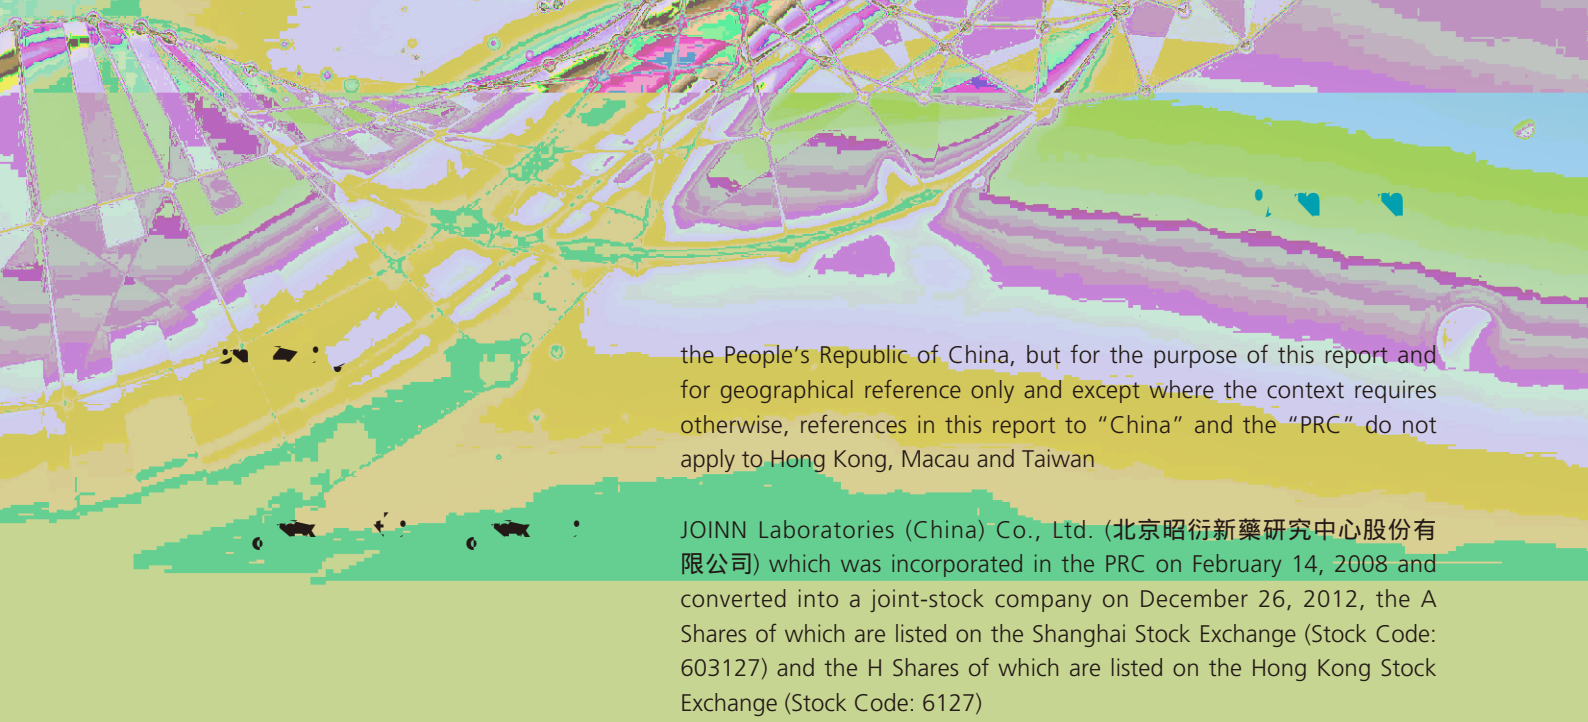 the People’s Republic of China, but for the purpose of this report and
for geographical reference only and except where the context requires
otherwise, references in this report to “China” and the “PRC” do not
apply to Hong Kong, Macau and Taiwan
JOINN Laboratories (China) Co., Ltd. (北京昭衍新藥研究中心股份有
限公司) which was incorporated in the PRC on February 14, 2008 and
converted into a joint-stock company on December 26, 2012, the A
Shares of which are listed on the Shanghai Stock Exchange (Stock Code:
603127) and the H Shares of which are listed on the Hong Kong Stock
Exchange (Stock Code: 6127)